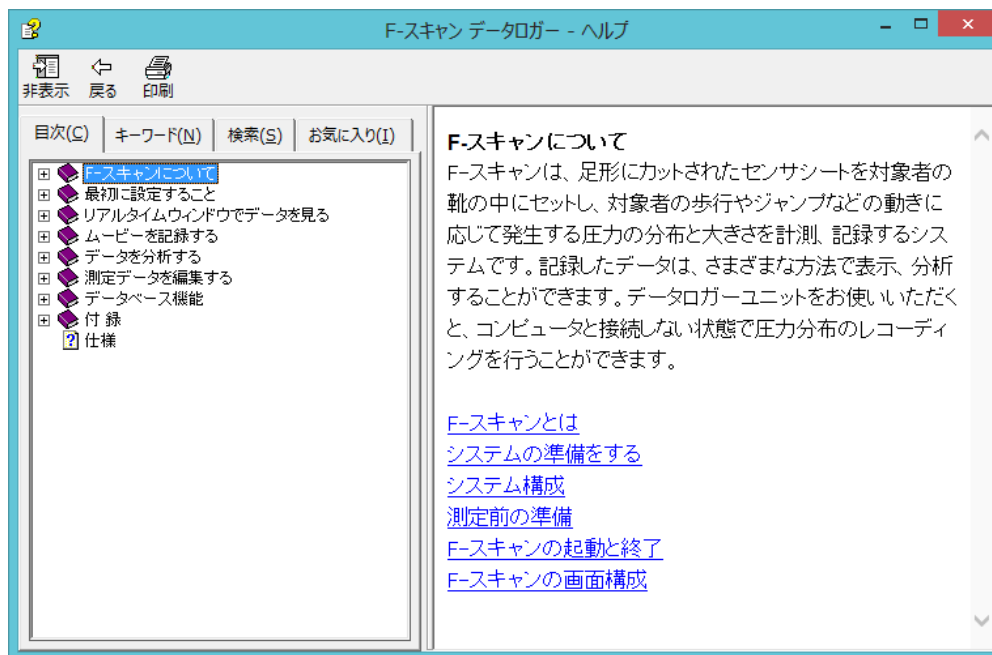 F-スキャン データロガー - ヘルプ
非表示 戻る 印刷
目次(C) キーワード(N) 検索(S) お気に入り(I)
F-スキャンについて
最初に設定すること
リアルタイムウィンドウでデータを見る
ムービーを記録する
データを分析する
測定データを編集する
データベース機能
付 録
仕様
F-スキャンについて
F-スキャンは、足形にカットされたセンサシートを対象者の
靴の中にセットし、対象者の歩行やジャンプなどの動きに
応じて発生する圧力の分布と大きさを計測、記録するシス
テムです。記録したデータは、さまざまな方法で表示、分析
することができます。データロガーユニットをお使いいただく
と、コンピュータと接続しない状態で圧力分布のレコーディ
ングを行うことができます。
F-スキャンとは
システムの準備をする
システム構成
測定前の準備
F-スキャンの起動と終了
F-スキャンの画面構成